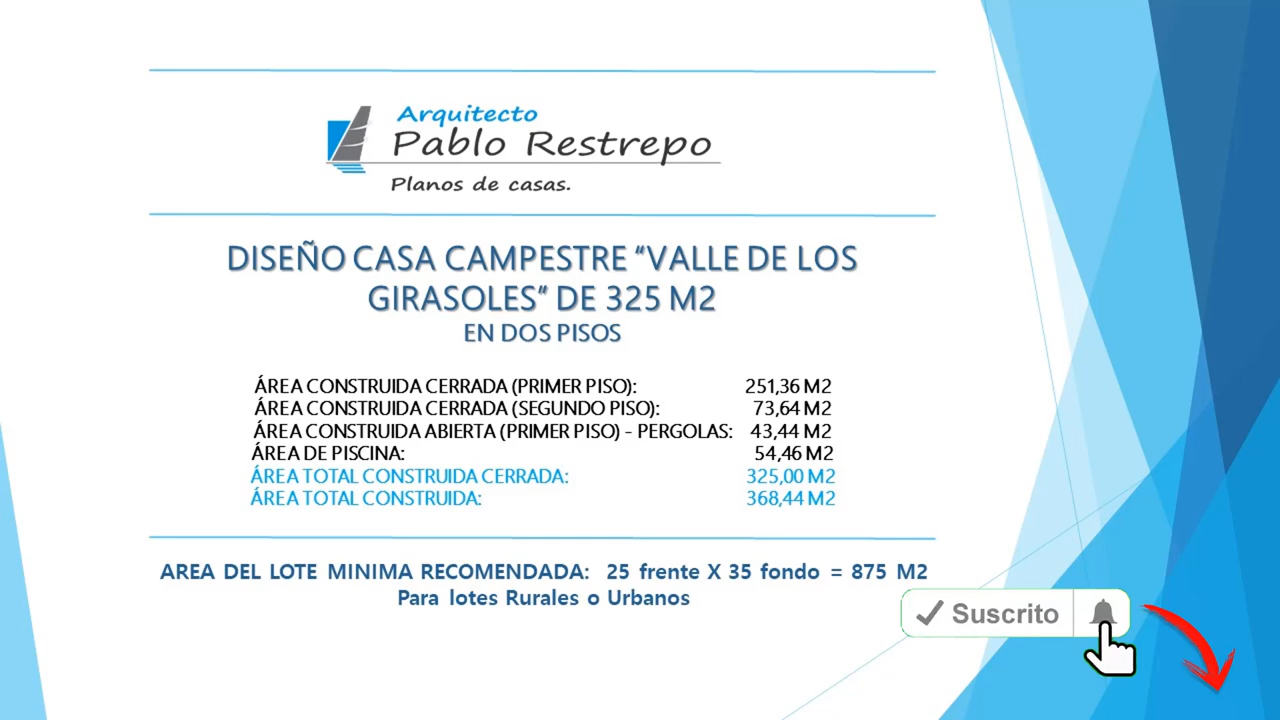 Arquitecto
Pablo Restrepo
Planos de casas.
DISEÑO CASA CAMPESTRE “VALLE DE LOS
GIRASOLES” DE 325 M2
EN DOS PISOS
ÁREA CONSTRUIDA CERRADA (PRIMER PISO): 251,36 M2
ÁREA CONSTRUIDA CERRADA (SEGUNDO PISO): 73,64 M2
ÁREA CONSTRUIDA ABIERTA (PRIMER PISO) – PERGOLAS: 43,44 M2
ÁREA DE PISCINA: 54,46 M2
ÁREA TOTAL CONSTRUIDA CERRADA: 325,00 M2
ÁREA TOTAL CONSTRUIDA: 368,44 M2
AREA DEL LOTE MINIMA RECOMENDADA: 25 frente X 35 fondo = 875 M2
Para lotes Rurales o Urbanos
Suscrito